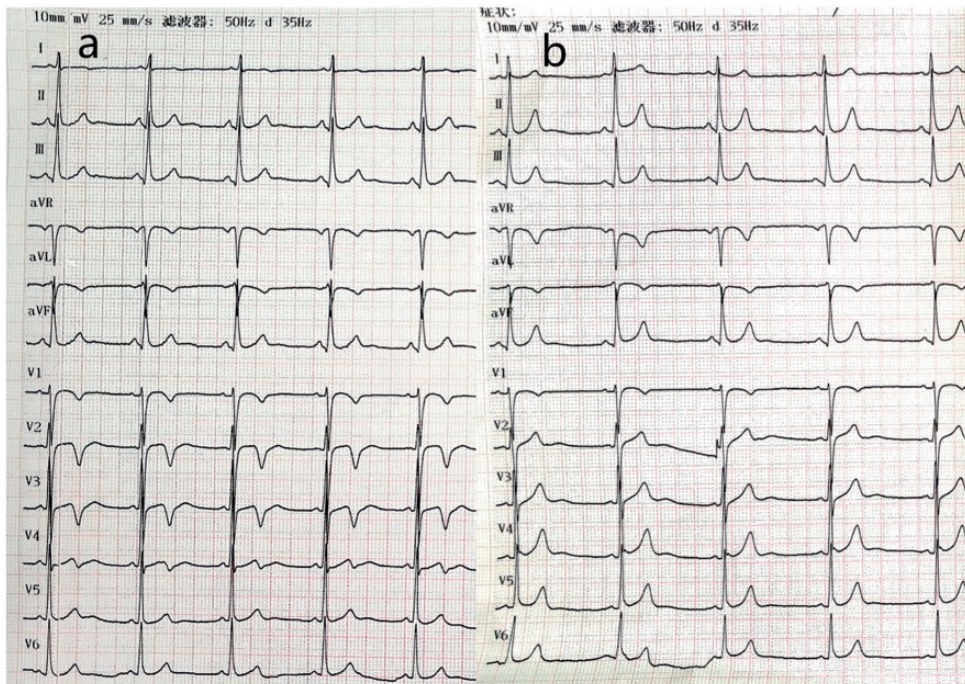 10mm/mV 25 mm/s 滤波器: 50Hz d 35Hz
a
I
II
III
aVR
aVL
aVF
V1
V2
V3
V4
V5
V6
症状:
10mm/mV 25 mm/s 滤波器: 50Hz d 35Hz
b
I
II
III
aVR
aVL
aVF
V1
V2
V3
V4
V5
V6